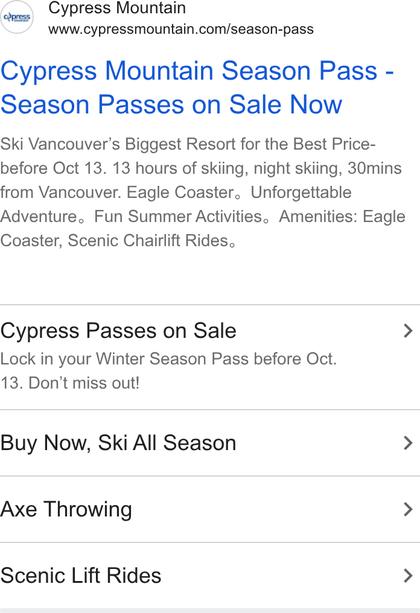 cypress
Cypress Mountain
www.cypressmountain.com/season-pass
Cypress Mountain Season Pass -
Season Passes on Sale Now
Ski Vancouver’s Biggest Resort for the Best Price-
before Oct 13. 13 hours of skiing, night skiing, 30mins
from Vancouver. Eagle Coaster。Unforgettable
Adventure。Fun Summer Activities。Amenities: Eagle
Coaster, Scenic Chairlift Rides。
Cypress Passes on Sale
Lock in your Winter Season Pass before Oct.
13. Don’t miss out!
Buy Now, Ski All Season
Axe Throwing
Scenic Lift Rides